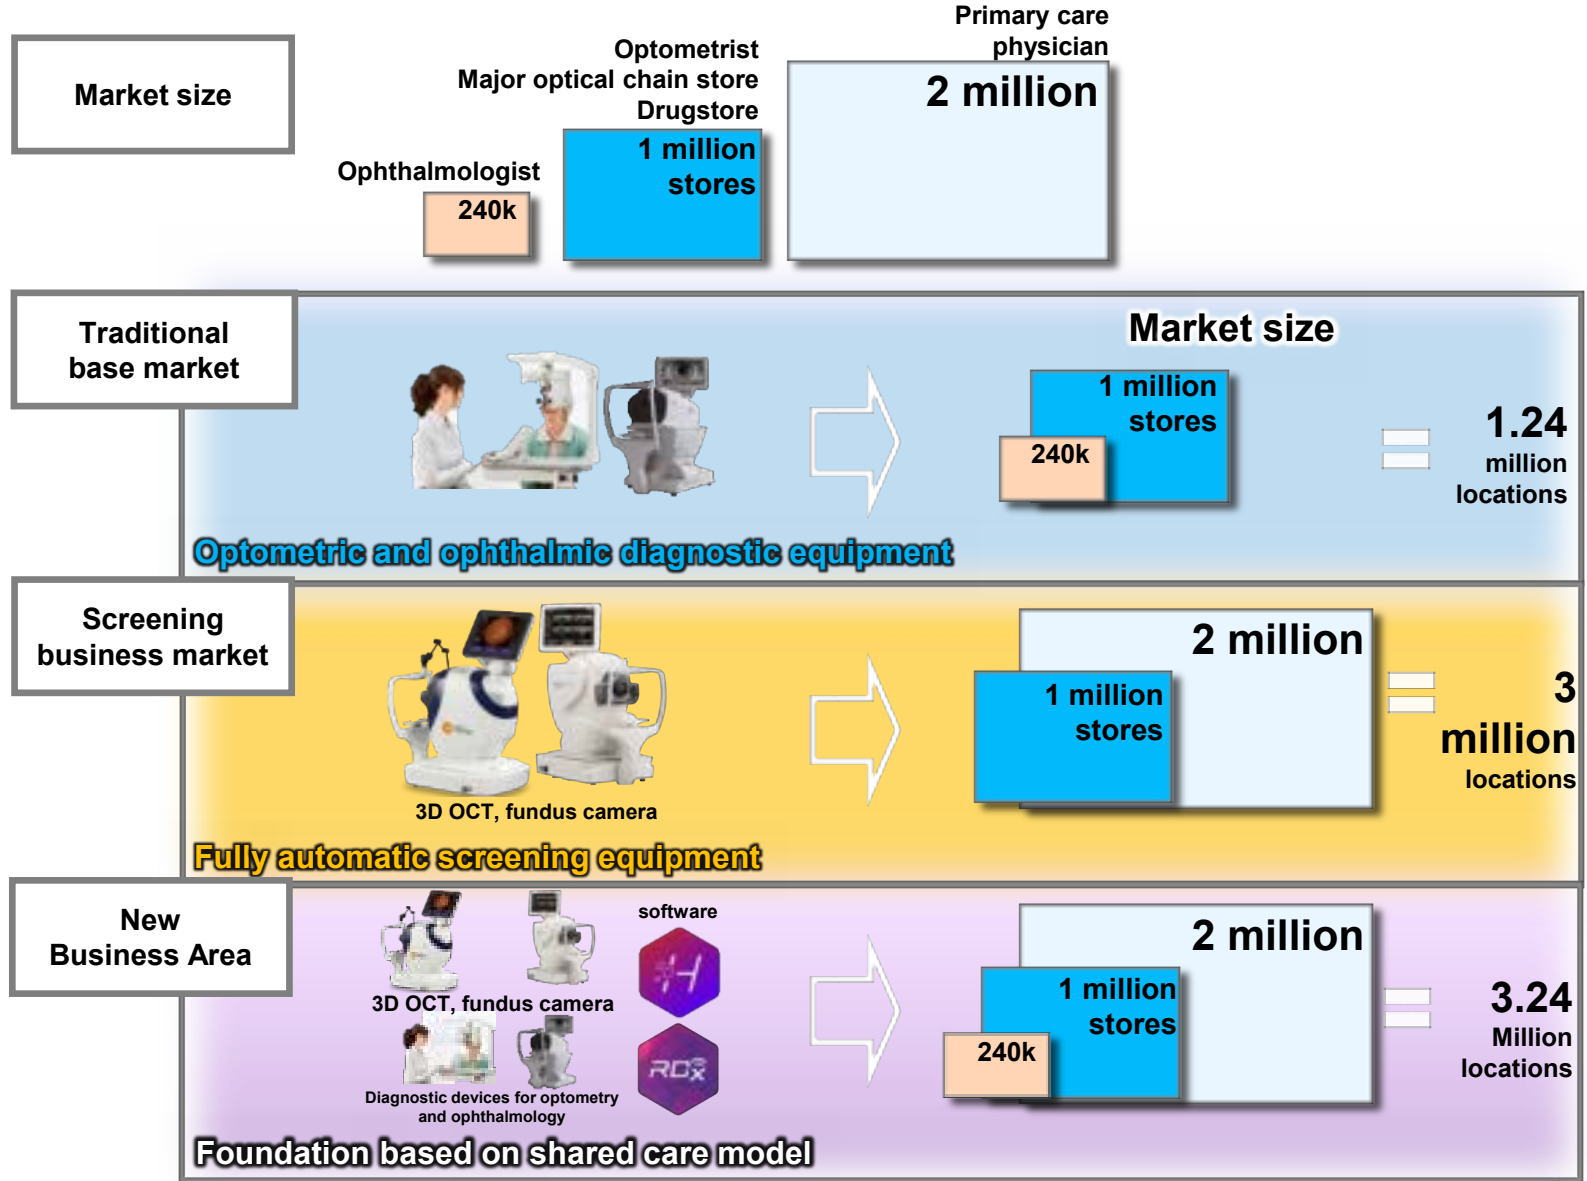 Market size
Primary care
physician
Optometrist
Major optical chain store
Drugstore
Ophthalmologist
240k
1 million
stores
2 million
Traditional
base market
Market size
1 million
stores
240k
1.24
million
locations
Optometric and ophthalmic diagnostic equipment
Screening
business market
2 million
1 million
stores
3
million
locations
3D OCT, fundus camera
Fully automatic screening equipment
New
Business Area
software
H
3D OCT, fundus camera
RDx
Diagnostic devices for optometry
and ophthalmology
2 million
1 million
stores
240k
3.24
Million
locations
Foundation based on shared care model